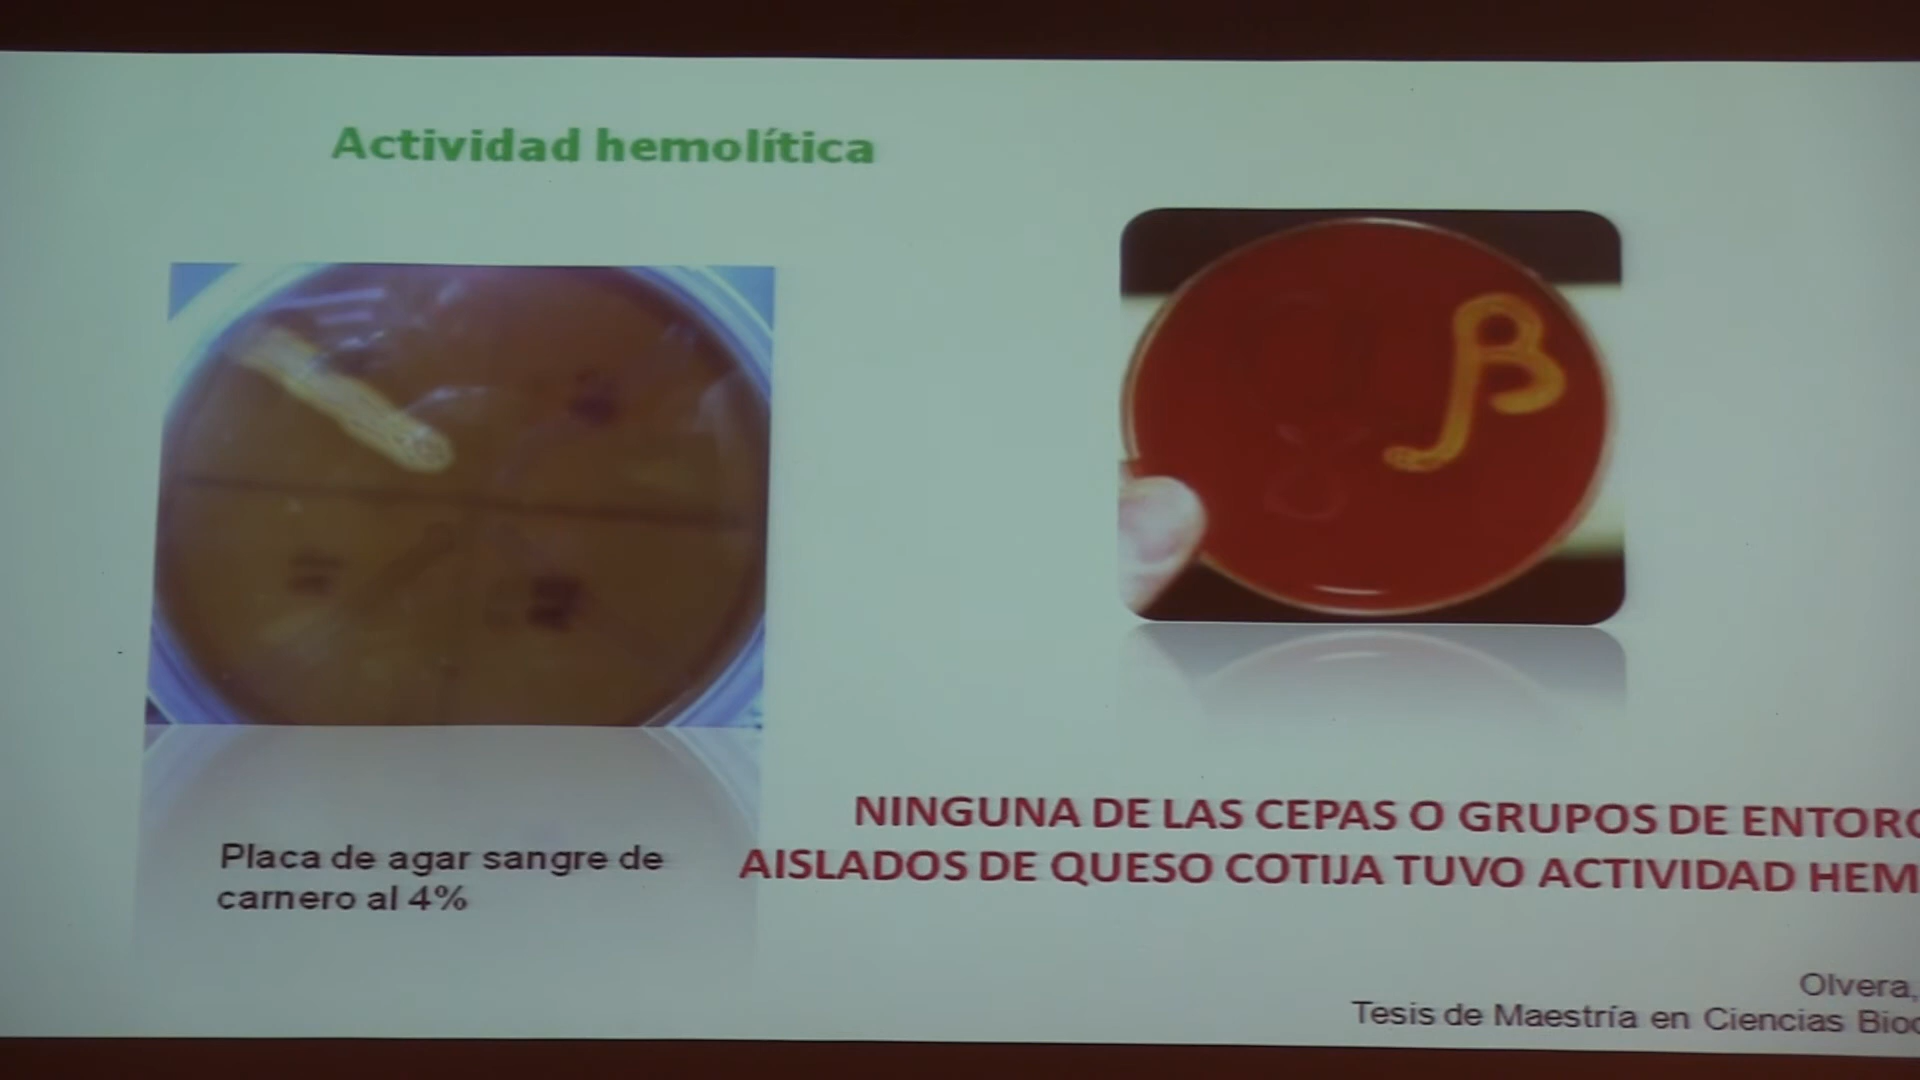 Actividad hemolítica
β
Placa de agar sangre de
carnero al 4%
NINGUNA DE LAS CEPAS O GRUPOS DE
AISLADOS DE QUESO COTIJA TUVO ACTIVIDAD HEM
Olvera,
Tesis de Maestría en Ciencias